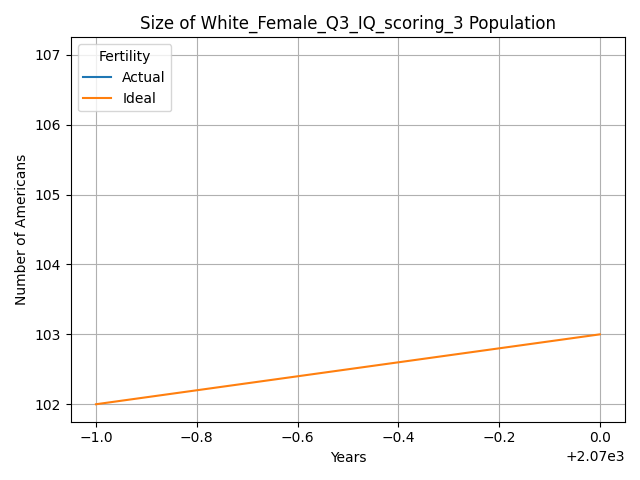 Size of White_Female_Q3_IQ_scoring_3 Population
Fertility
Actual
Ideal
Number of Americans
107
106
105
104
103
102
−1.0
−0.8
−0.6
−0.4
−0.2
0.0
+2.07e3
Years